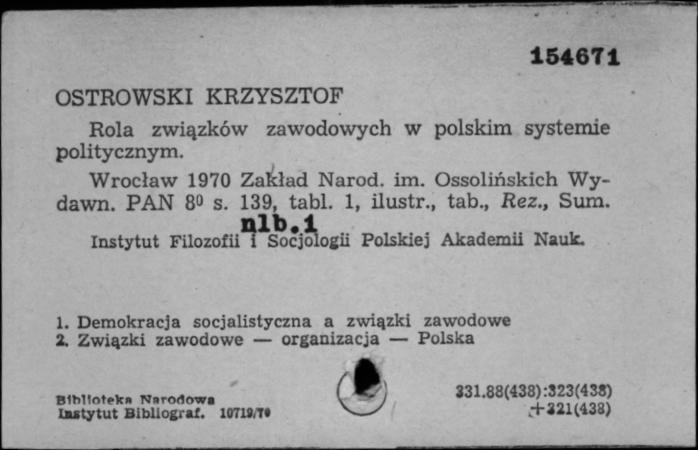 154671
OSTROWSKI KRZYSZTOF
Rola związków zawodowych w polskim systemie
politycznym.
Wrocław 1970 Zakład Narod. im. Ossolińskich Wy-
dawn. PAN 8⁰ s. 139, tabl. 1, ilustr., tab., Rez., Sum.
nlb.1
Instytut Filozofii i Socjologii Polskiej Akademii Nauk.
1. Demokracja socjalistyczna a związki zawodowe
2. Związki zawodowe — organizacja — Polska
Biblioteka Narodowa
Instytut Bibliograf. 10719/70
331.88(438):323(438)
+321(438)